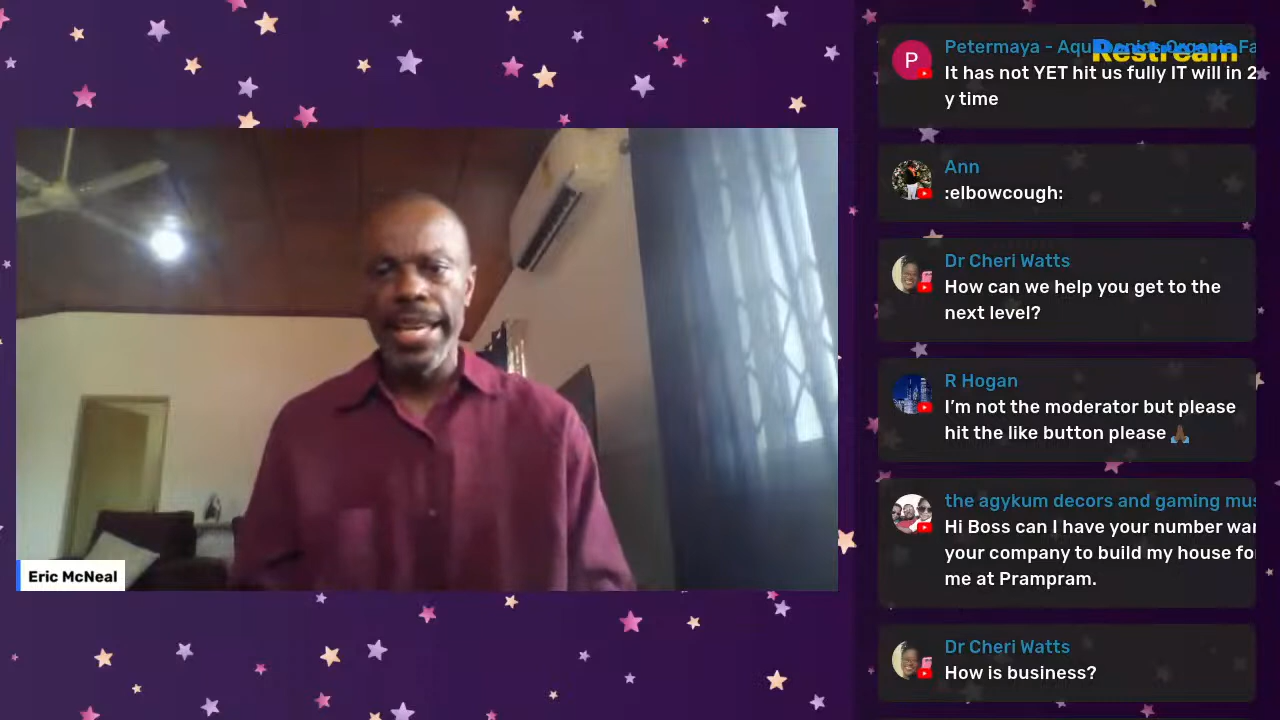 Petermaya - Aqu
Restream
It has not YET hit us fully IT will in 2
y time
Ann
:elbowcough:
Dr Cheri Watts
How can we help you get to the
next level?
R Hogan
I’m not the moderator but please
hit the like button please 🙏🏾
the agykum decors and gaming mus
Hi Boss can I have your number wan
your company to build my house for
me at Prampram.
Dr Cheri Watts
How is business?
P
Eric McNeal